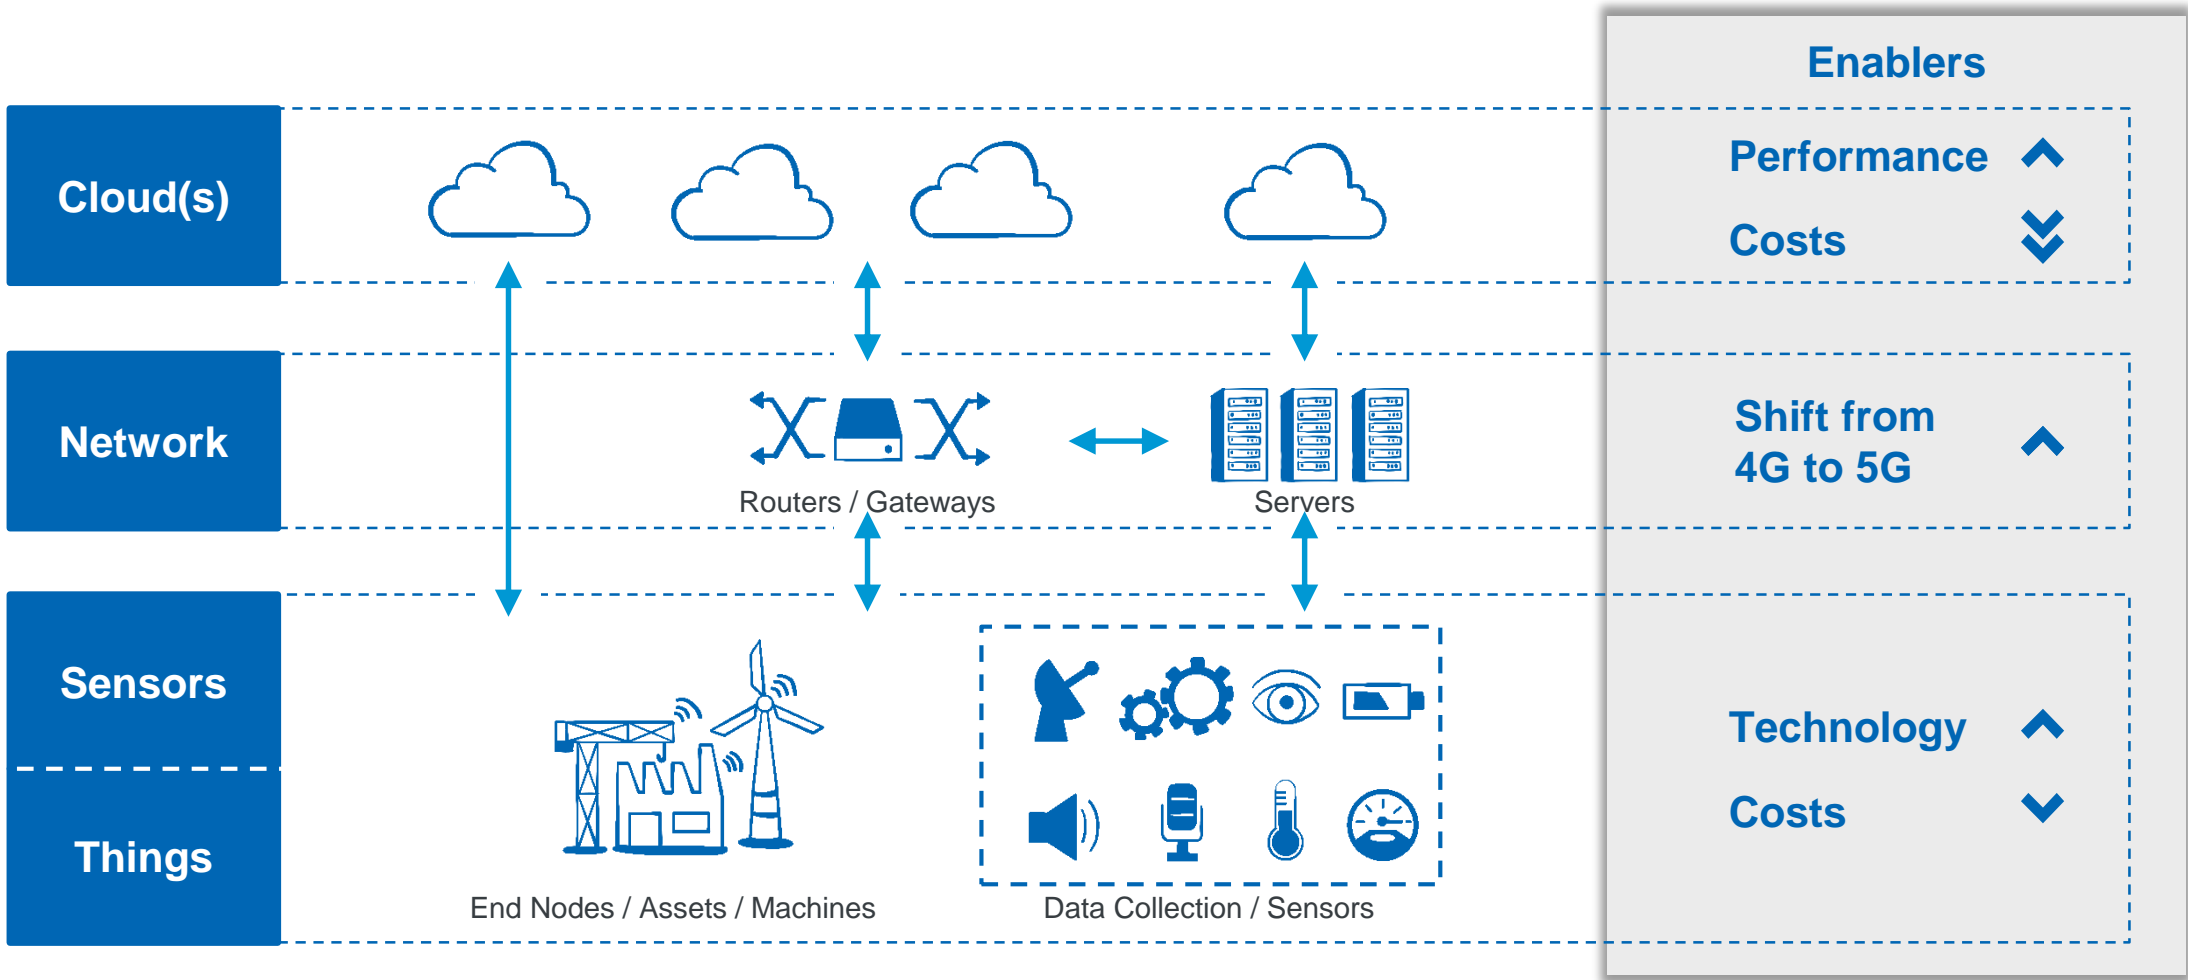 Enablers
Cloud(s)
Performance
Costs
Network
Routers / Gateways
Servers
Shift from
4G to 5G
Sensors
Things
End Nodes / Assets / Machines
Data Collection / Sensors
Technology
Costs